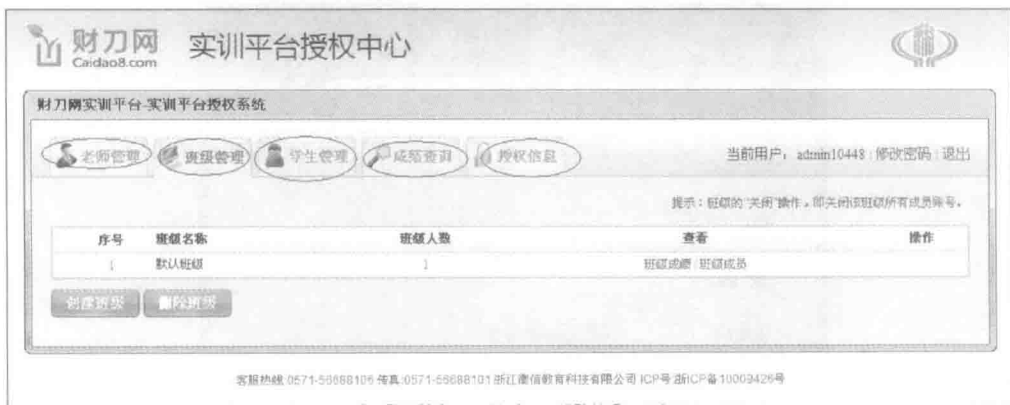 财刀网 实训平台授权中心
Caidao8.com
财刀网实训平台-实训平台授权系统
老师管理 班级管理 学生管理 成绩查询 授权信息 当前用户: admin10448 | 修改密码 | 退出
提示:班级的"关闭"操作,即关闭该班级所有成员账号。
序号 班级名称 班级人数 查看 操作
1 默认班级 1 班级成绩 | 班级成员
创建班级 删除班级
客服热线:0571-56688106 传真:0571-56688101 浙江衡信教育科技有限公司 ICP号:浙ICP备10009426号